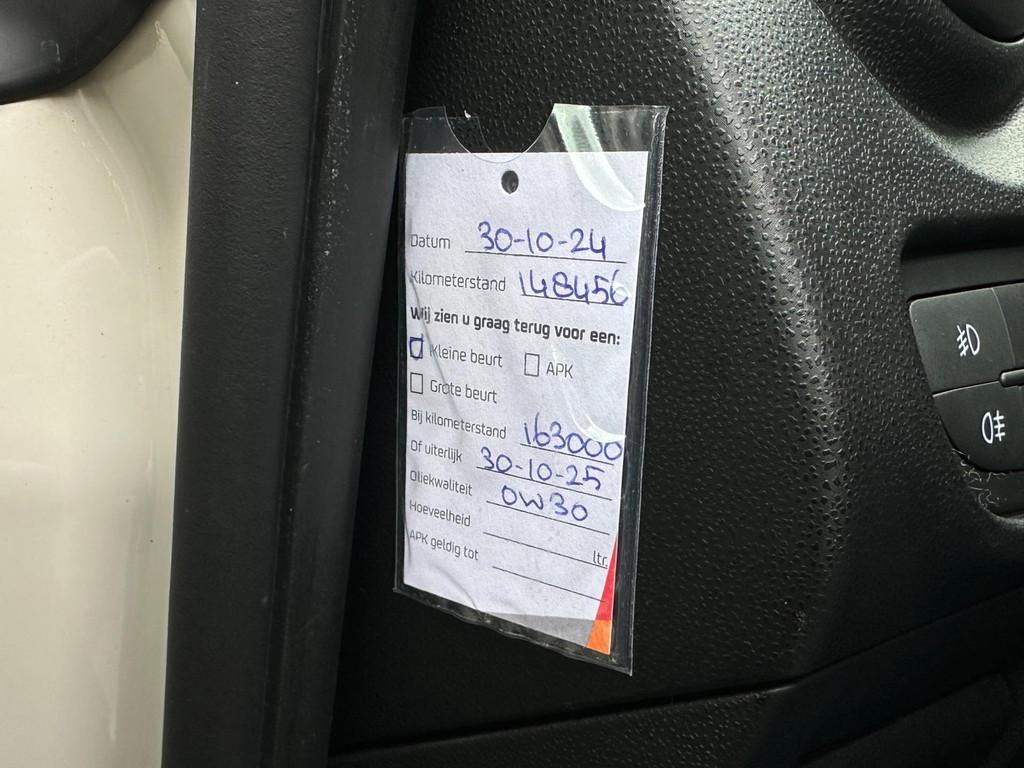 Datum 30-10-24
Kilometerstand 148456
Wij zien u graag terug voor een:
Kleine beurt APK
Grote beurt
Bij kilometerstand 163000
Of uiterlijk 30-10-25
Oliekwaliteit 0W30
Hoeveelheid ltr.
APK geldig tot